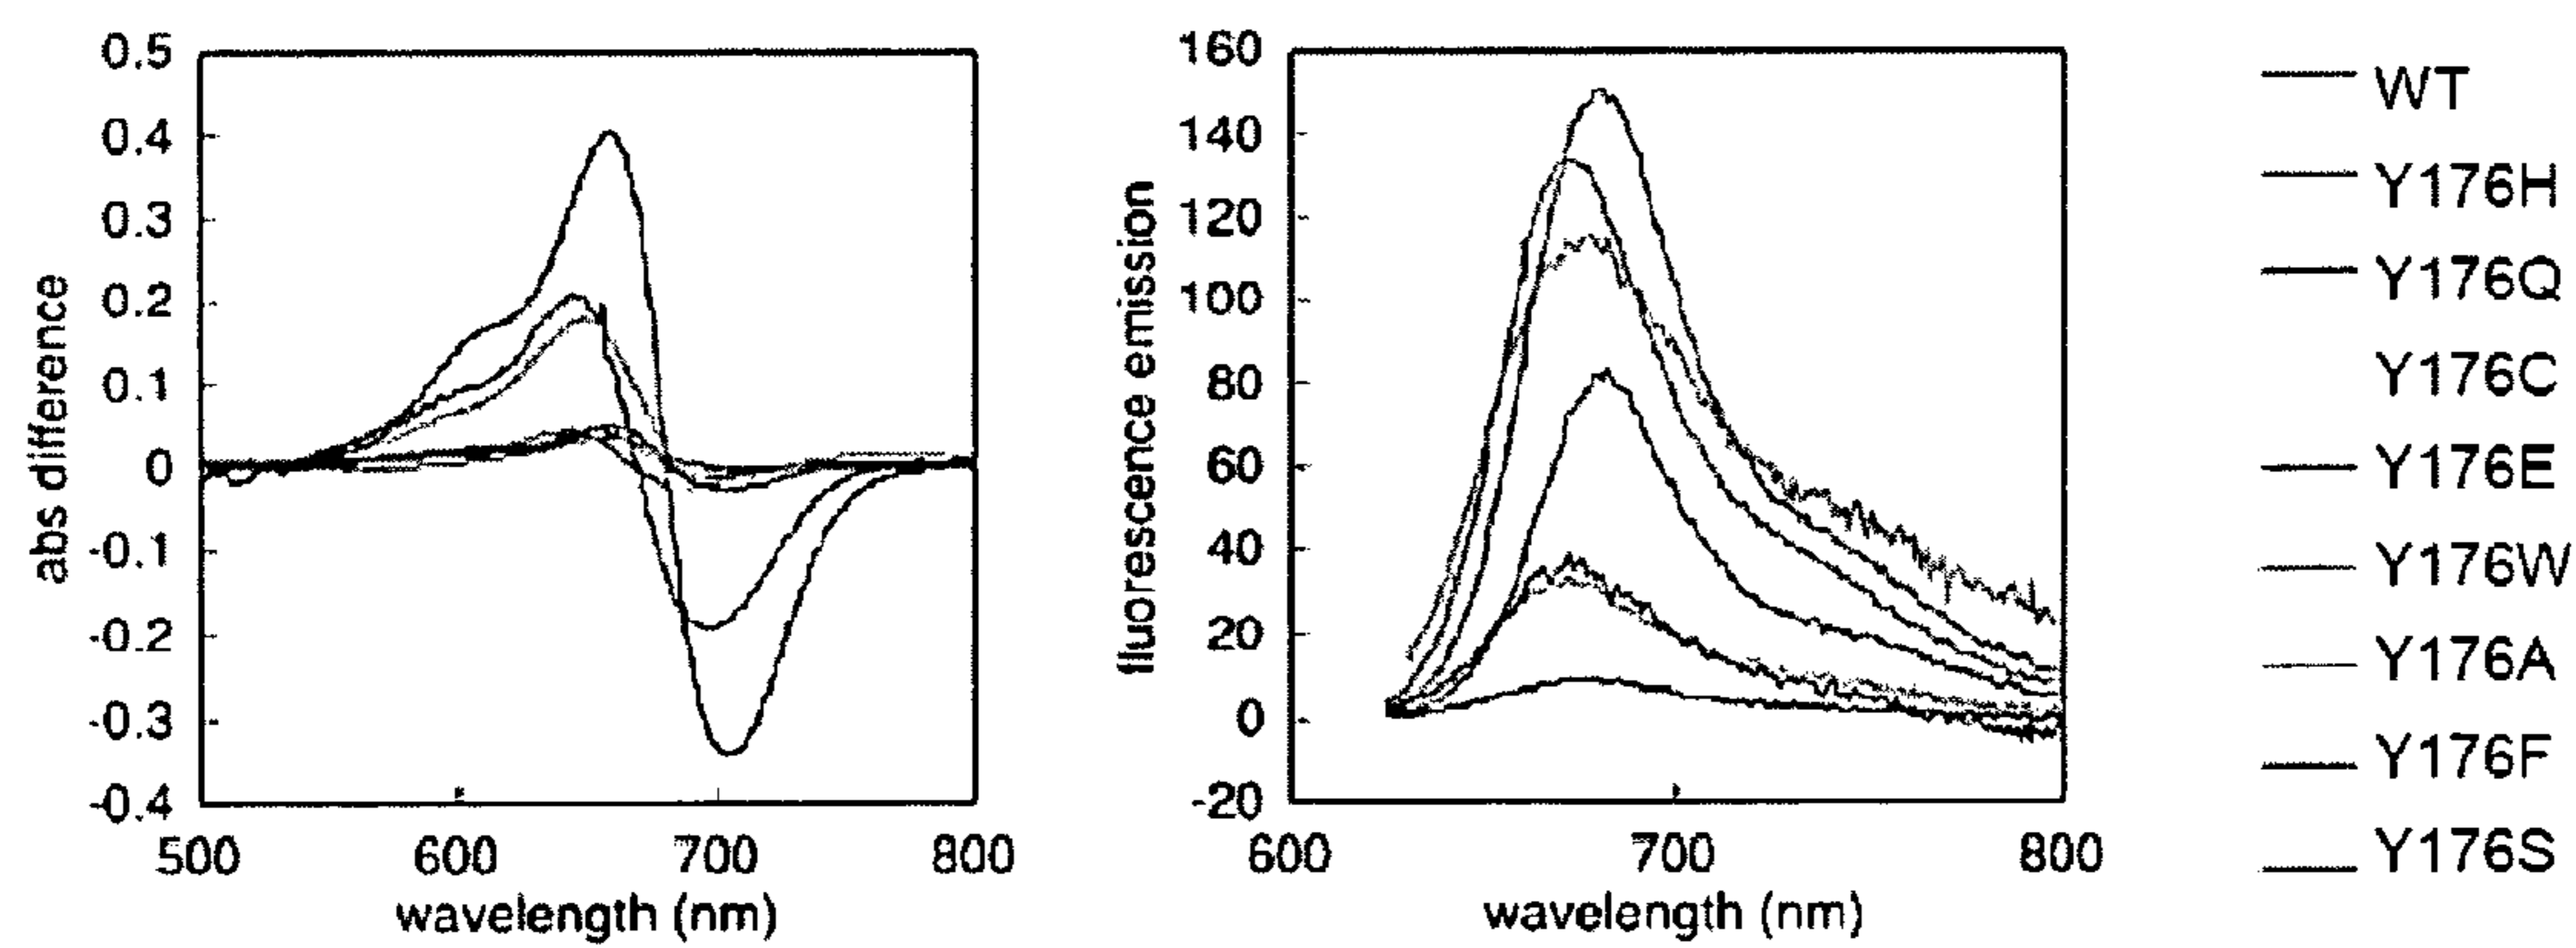 abs difference
0.5
0.4
0.3
0.2
0.1
0
-0.1
-0.2
-0.3
-0.4
500 600 700 800
wavelength (nm)
fluorescence emission
160
140
120
100
80
60
40
20
0
-20
600 700 800
wavelength (nm)
WT
Y176H
Y176Q
Y176C
Y176E
Y176W
Y176A
Y176F
Y176S